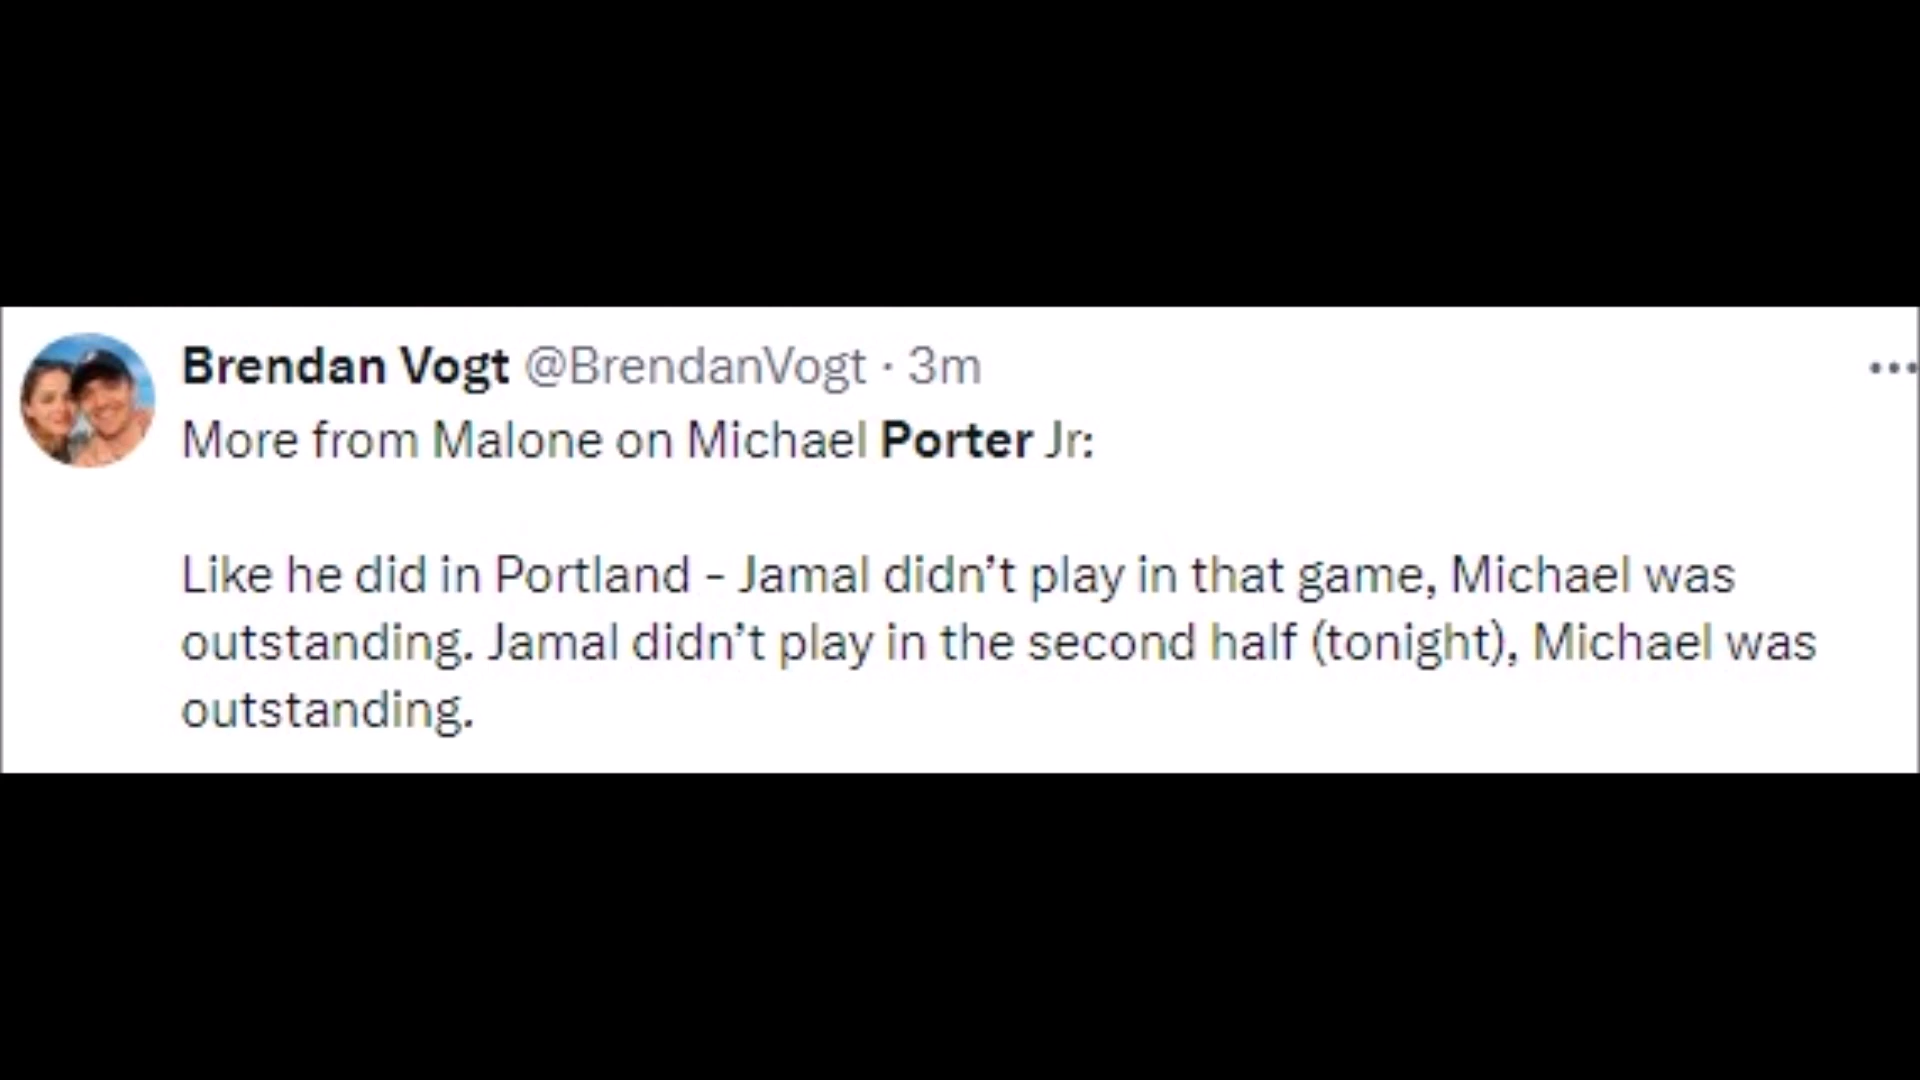 Brendan Vogt @BrendanVogt · 3m
More from Malone on Michael Porter Jr:
Like he did in Portland - Jamal didn’t play in that game, Michael was
outstanding. Jamal didn’t play in the second half (tonight), Michael was
outstanding.